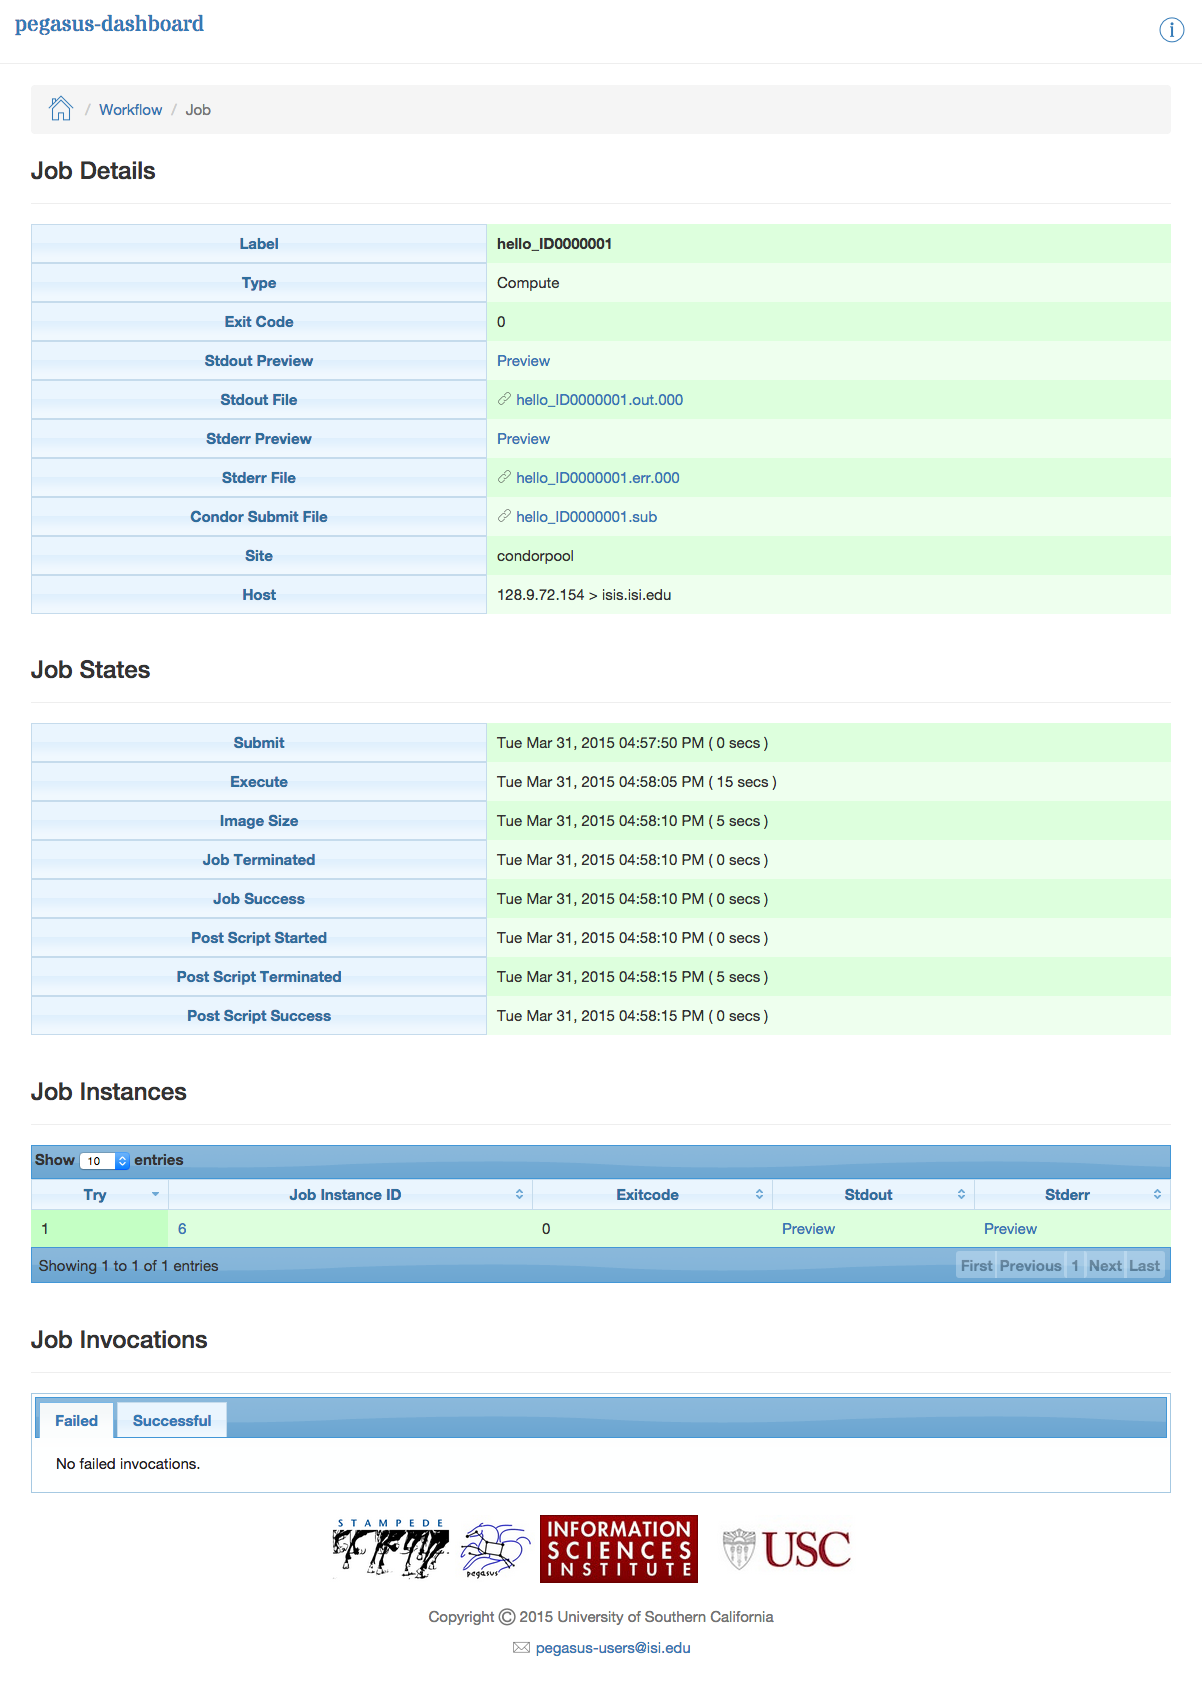 pegasus-dashboard
i
/ Workflow / Job
Job Details
Label hello_ID0000001
Type Compute
Exit Code 0
Stdout Preview Preview
Stdout File hello_ID0000001.out.000
Stderr Preview Preview
Stderr File hello_ID0000001.err.000
Condor Submit File hello_ID0000001.sub
Site condorpool
Host 128.9.72.154 > isis.isi.edu
Job States
Submit Tue Mar 31, 2015 04:57:50 PM ( 0 secs )
Execute Tue Mar 31, 2015 04:58:05 PM ( 15 secs )
Image Size Tue Mar 31, 2015 04:58:10 PM ( 5 secs )
Job Terminated Tue Mar 31, 2015 04:58:10 PM ( 0 secs )
Job Success Tue Mar 31, 2015 04:58:10 PM ( 0 secs )
Post Script Started Tue Mar 31, 2015 04:58:10 PM ( 0 secs )
Post Script Terminated Tue Mar 31, 2015 04:58:15 PM ( 5 secs )
Post Script Success Tue Mar 31, 2015 04:58:15 PM ( 0 secs )
Job Instances
Show 10 entries
Try Job Instance ID Exitcode Stdout Stderr
1 6 0 Preview Preview
Showing 1 to 1 of 1 entries First Previous 1 Next Last
Job Invocations
Failed Successful
No failed invocations.
STAMPEDE
pegasus
INFORMATION
SCIENCES
INSTITUTE
USC
Copyright © 2015 University of Southern California
pegasus-users@isi.edu